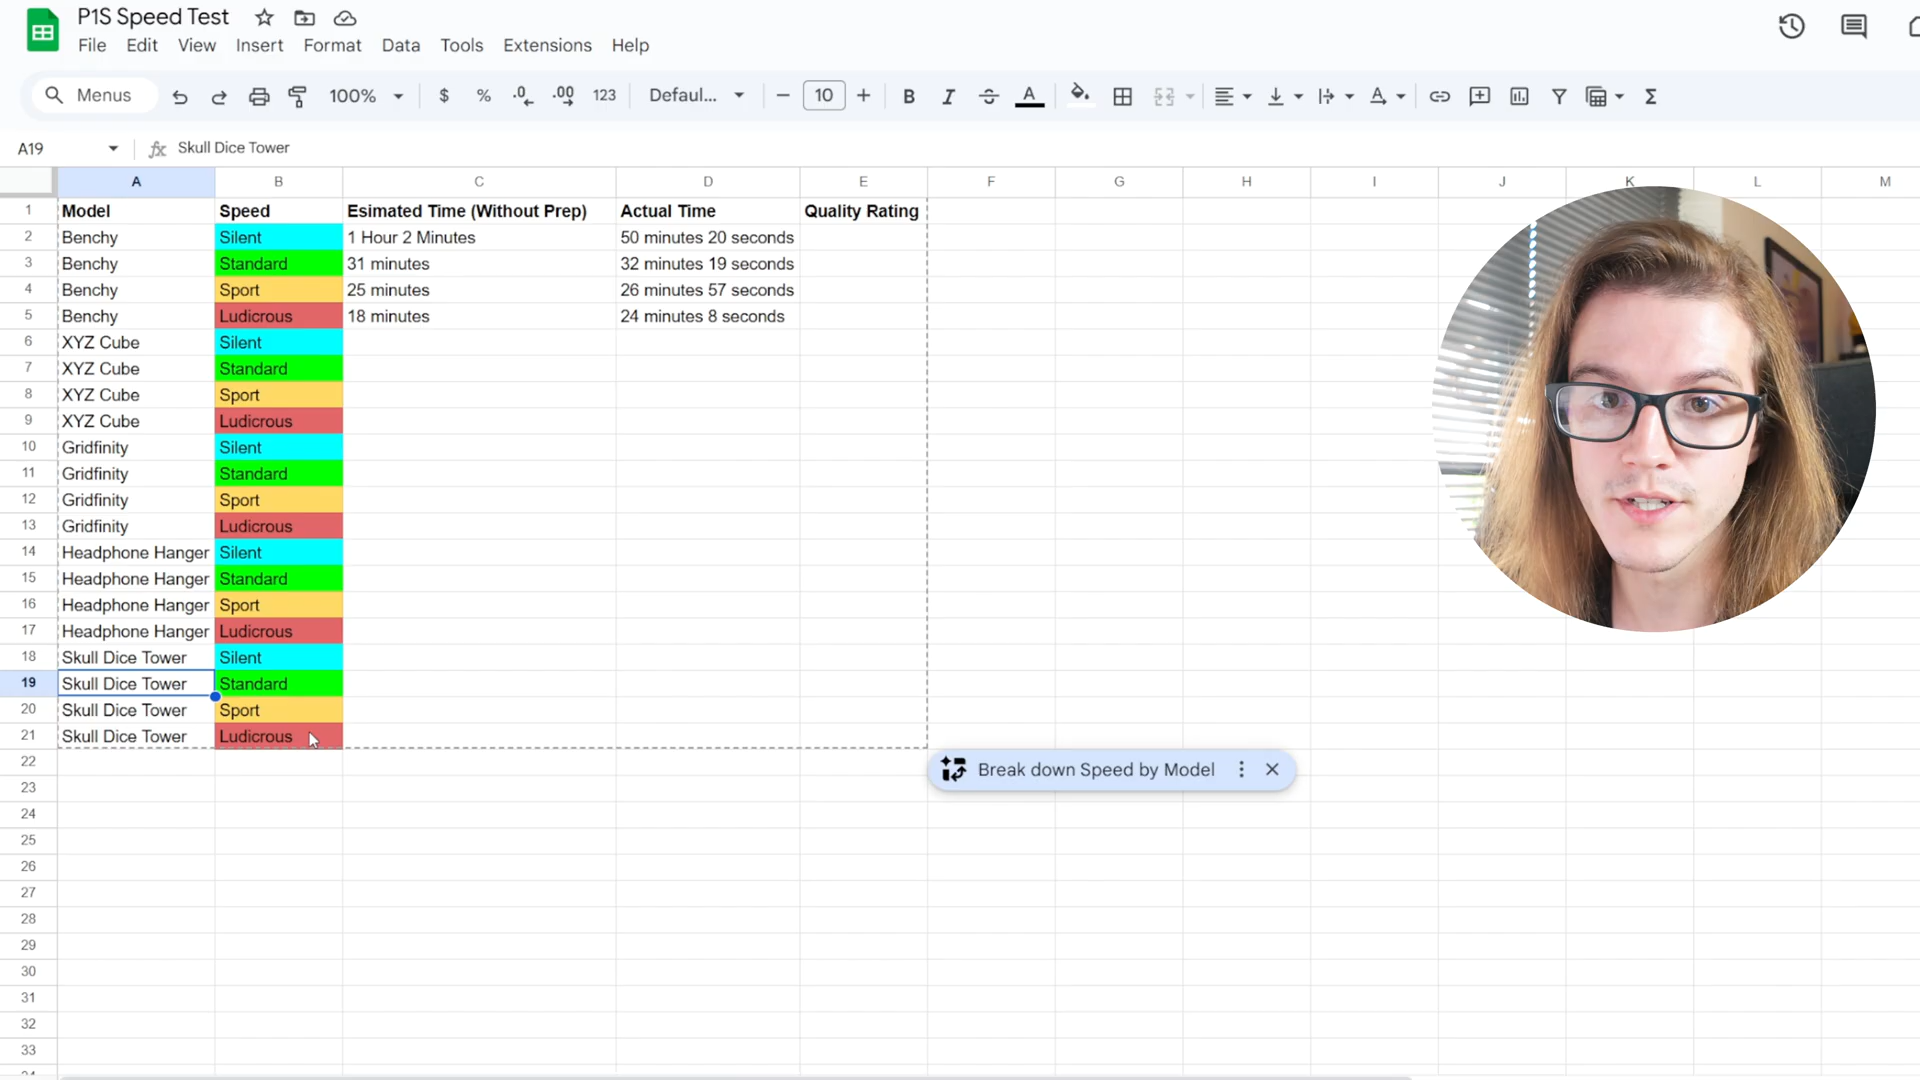 P1S Speed Test
File Edit View Insert Format Data Tools Extensions Help
Menus 100% $ % .0 .00 123 Defaul... 10 B I A
A19 fx Skull Dice Tower
A B C D E F G H I J K L M
1 Model Speed Esimated Time (Without Prep) Actual Time Quality Rating
2 Benchy Silent 1 Hour 2 Minutes 50 minutes 20 seconds
3 Benchy Standard 31 minutes 32 minutes 19 seconds
4 Benchy Sport 25 minutes 26 minutes 57 seconds
5 Benchy Ludicrous 18 minutes 24 minutes 8 seconds
6 XYZ Cube Silent
7 XYZ Cube Standard
8 XYZ Cube Sport
9 XYZ Cube Ludicrous
10 Gridfinity Silent
11 Gridfinity Standard
12 Gridfinity Sport
13 Gridfinity Ludicrous
14 Headphone Hanger Silent
15 Headphone Hanger Standard
16 Headphone Hanger Sport
17 Headphone Hanger Ludicrous
18 Skull Dice Tower Silent
19 Skull Dice Tower Standard
20 Skull Dice Tower Sport
21 Skull Dice Tower Ludicrous
22 Break down Speed by Model
23
24
25
26
27
28
29
30
31
32
33